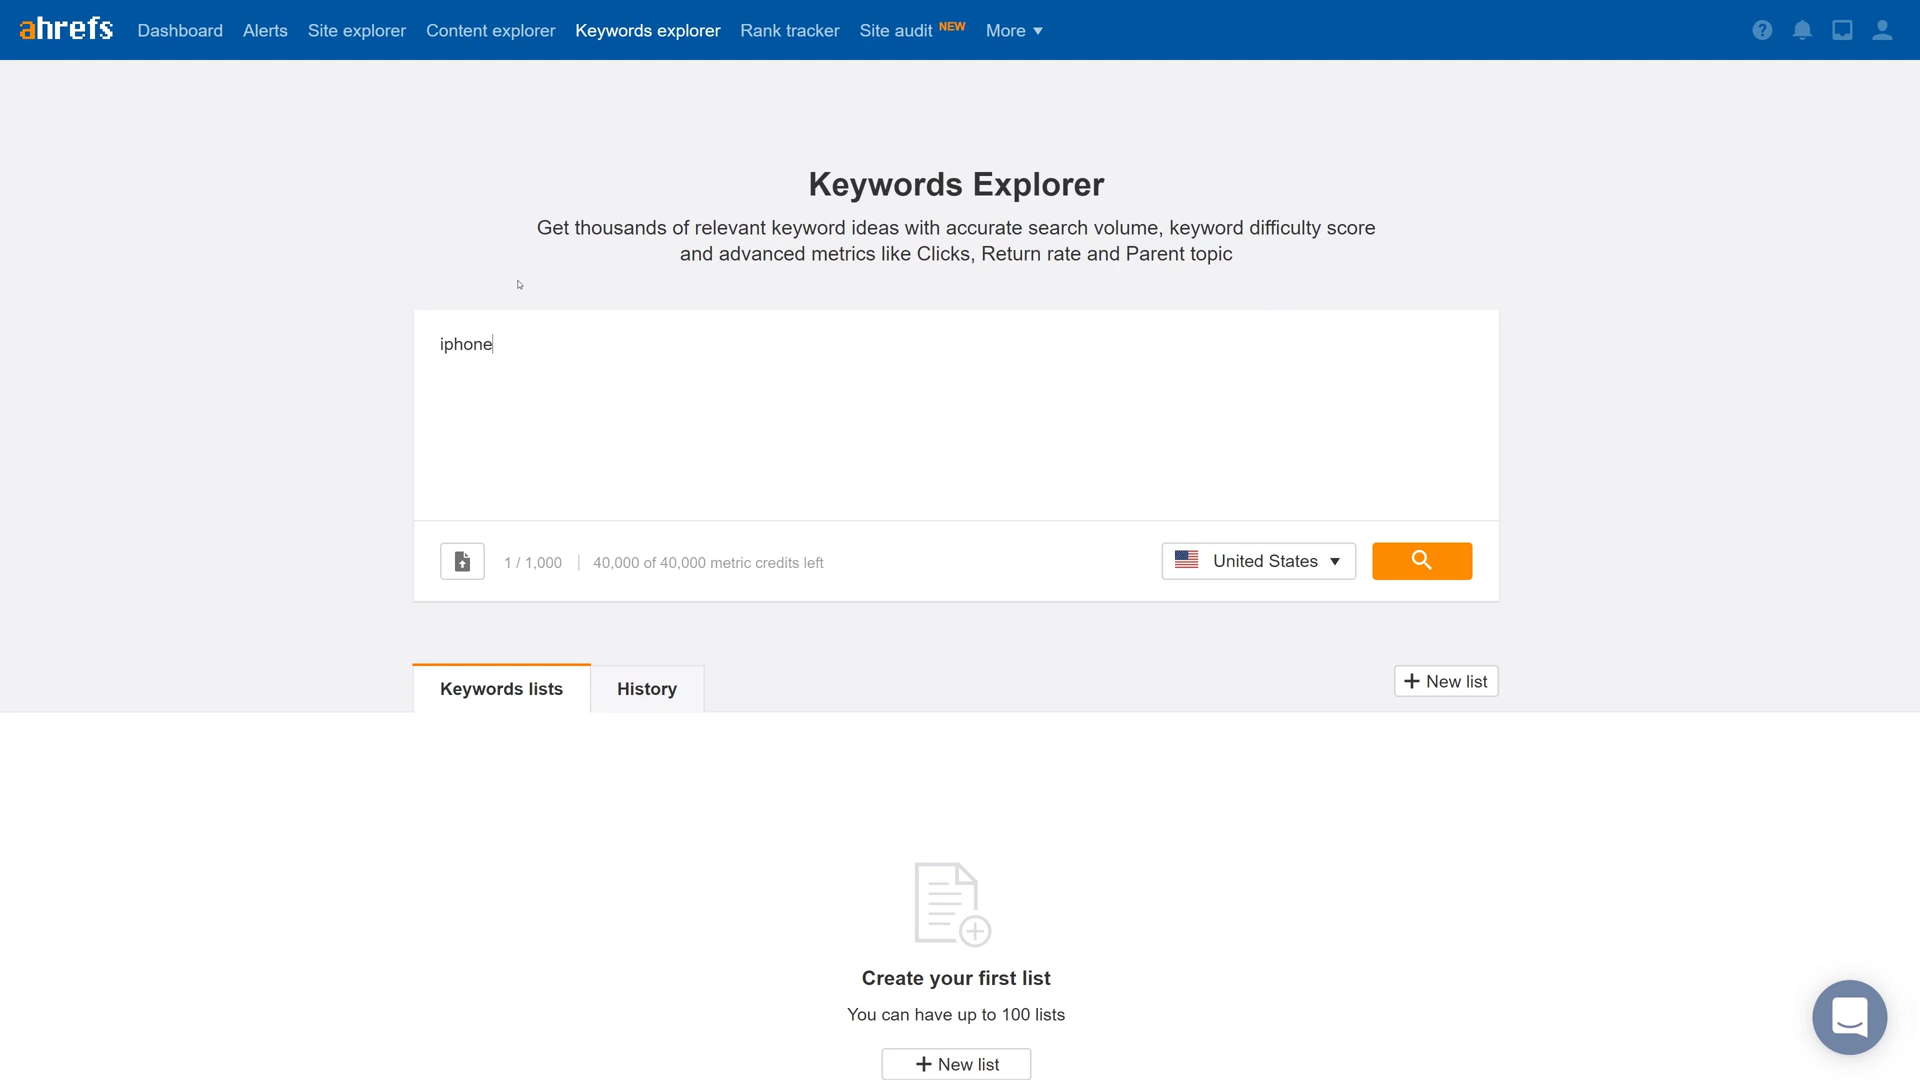 ahrefs Dashboard Alerts Site explorer Content explorer Keywords explorer Rank tracker Site audit NEW More
Keywords Explorer
Get thousands of relevant keyword ideas with accurate search volume, keyword difficulty score
and advanced metrics like Clicks, Return rate and Parent topic
iphone
1 / 1,000 | 40,000 of 40,000 metric credits left United States
Keywords lists History + New list
Create your first list
You can have up to 100 lists
+ New list